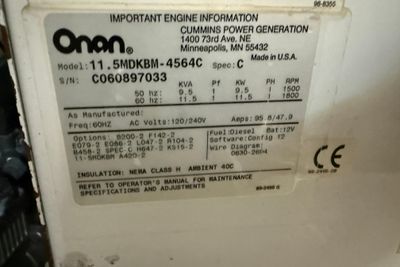 98-8355
IMPORTANT ENGINE INFORMATION
Onan
CUMMINS POWER GENERATION
1400 73rd Ave. NE
Minneapolis, MN 55432
Model: 11.5MDKBM-4564C Spec: C Made in U.S.A.
S/N: C060897033
KVA Pf KW PH RPM
50 hz: 9.5 1 9.5 1 1500
60 hz: 11.5 1 11.5 1 1800
As Manufactured:
Freq:60HZ AC Volts:120/240V Amps:95.8/47.9
Options: B200-2 F142-2
E079-2 E086-2 L047-2 R104-2
B458-2 SPEC-C H647-2 KS15-2
11.5MDKBM A420-2
Fuel:Diesel Bat:12V
Software:Config 12
Wire Diagram:
0630-2684
INSULATION: NEMA CLASS H AMBIENT 40C
REFER TO OPERATOR'S MANUAL FOR MAINTENANCE
SPECIFICATIONS AND ADJUSTMENTS
CE